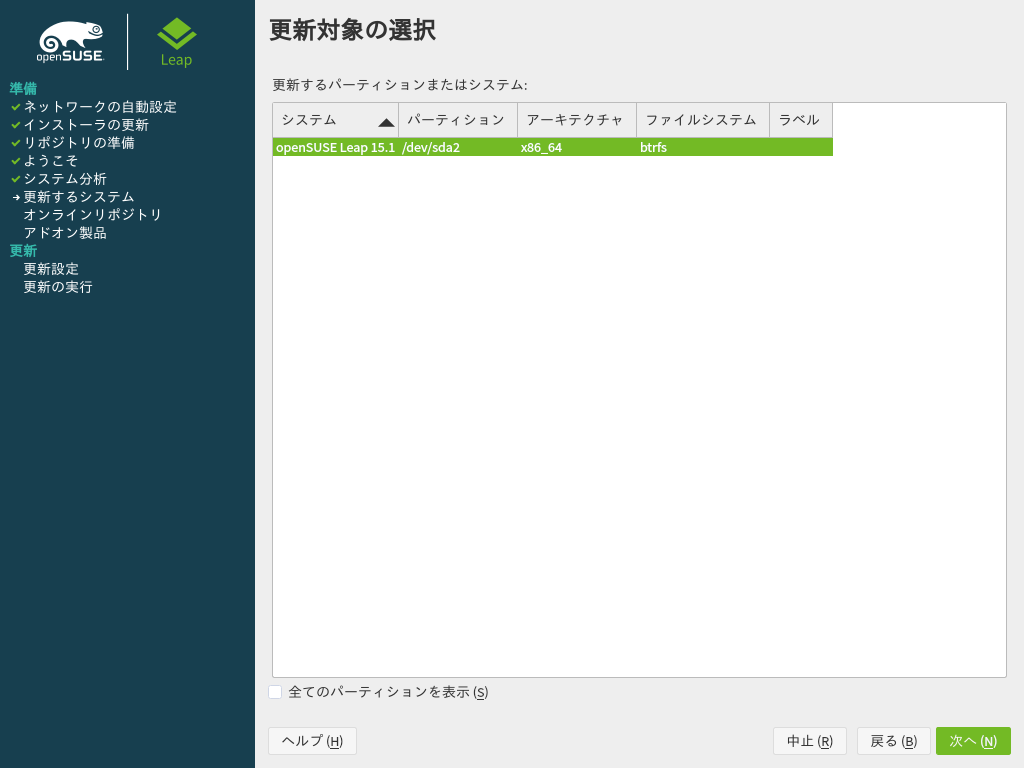 openSUSE
Leap
準備
ネットワークの自動設定
インストーラの更新
リポジトリの準備
ようこそ
システム分析
更新するシステム
オンラインリポジトリ
アドオン製品
更新
更新設定
更新の実行
更新対象の選択
更新するパーティションまたはシステム:
システム パーティション アーキテクチャ ファイルシステム ラベル
openSUSE Leap 15.1 /dev/sda2 x86_64 btrfs
全てのパーティションを表示 (S)
ヘルプ (H) 中止 (R) 戻る (B) 次へ (N)